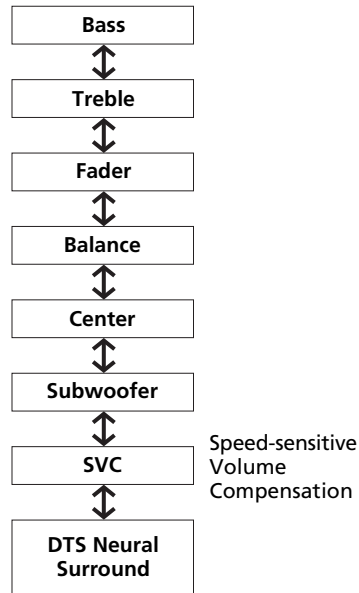 Bass
Treble
Fader
Balance
Center
Subwoofer
SVC
Speed-sensitive
Volume
Compensation
DTS Neural
Surround